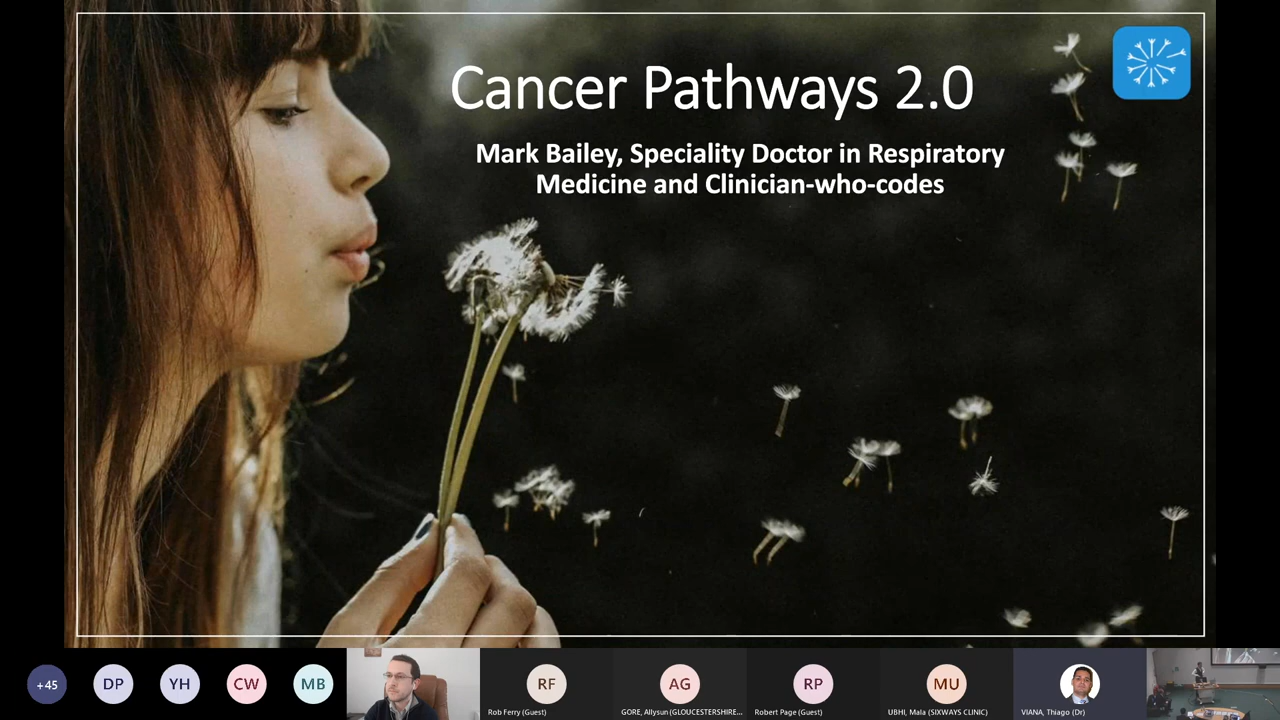 Cancer Pathways 2.0
Mark Bailey, Speciality Doctor in Respiratory
Medicine and Clinician-who-codes
+45
DP
YH
CW
MB
RF
AG
RP
MU
Rob Ferry (Guest)
GORE, Allysun (GLOUCESTERSHIRE...
Robert Page (Guest)
UBHI, Mala (SIXWAYS CLINIC)
VIANA, Thiago (Dr)